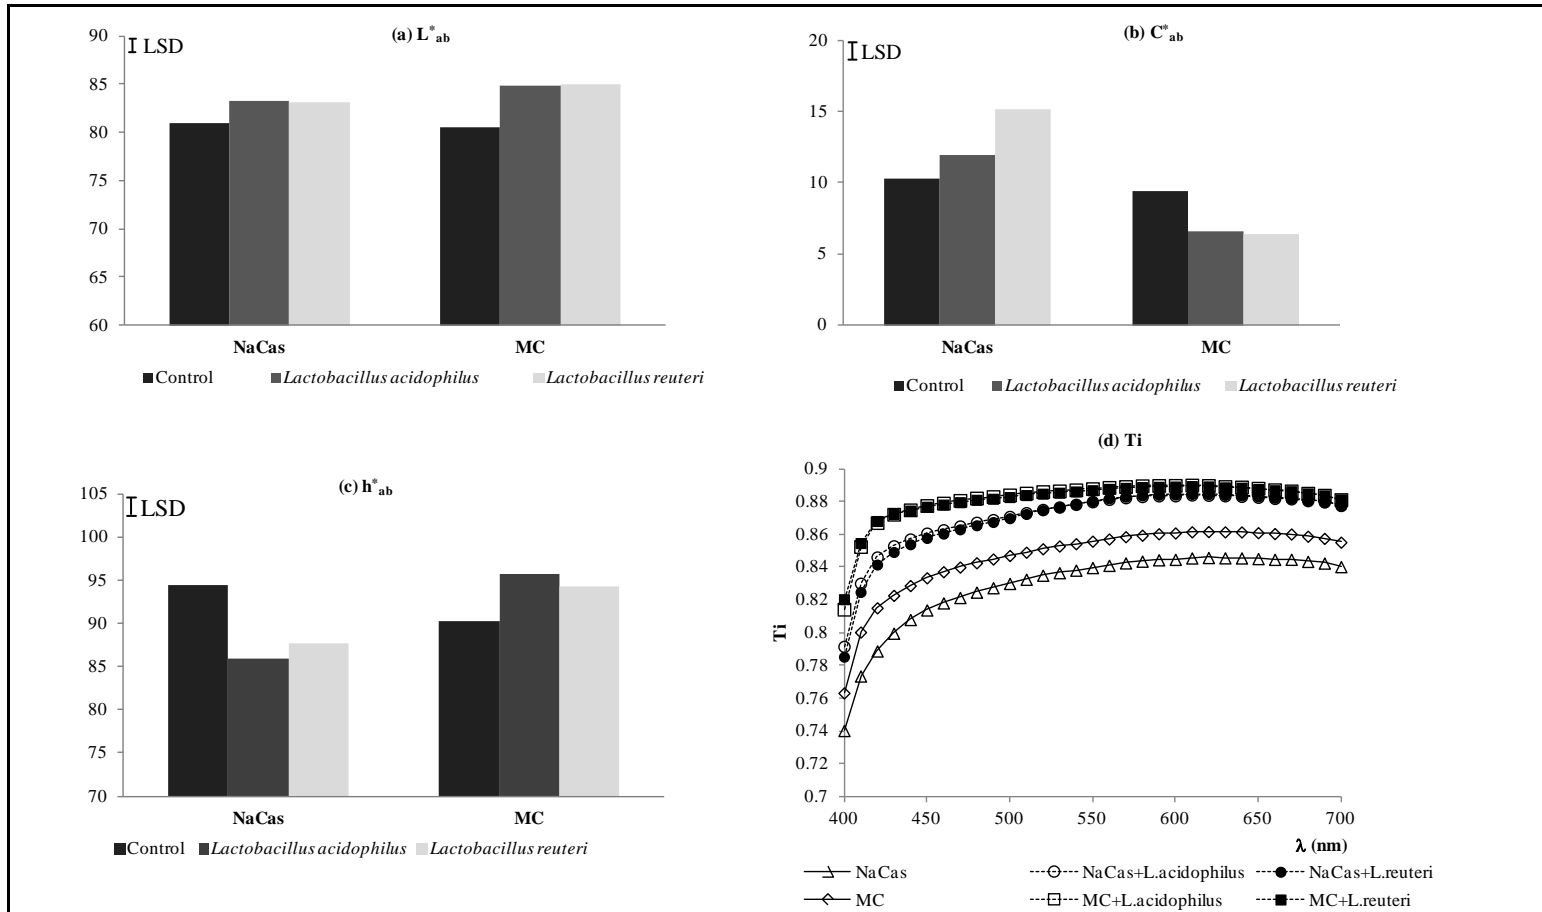 (a) L*ab
LSD
90
85
80
75
70
65
60
NaCas MC
Control Lactobacillus acidophilus Lactobacillus reuteri
(b) C*ab
LSD
20
15
10
5
0
NaCas MC
Control Lactobacillus acidophilus Lactobacillus reuteri
(c) h*ab
LSD
105
100
95
90
85
80
75
70
NaCas MC
Control Lactobacillus acidophilus Lactobacillus reuteri
(d) Ti
0.9
0.88
0.86
0.84
0.82
0.8
0.78
0.76
0.74
0.72
0.7
Ti
400 450 500 550 600 650 700
λ (nm)
NaCas NaCas+L.acidophilus NaCas+L.reuteri
MC MC+L.acidophilus MC+L.reuteri